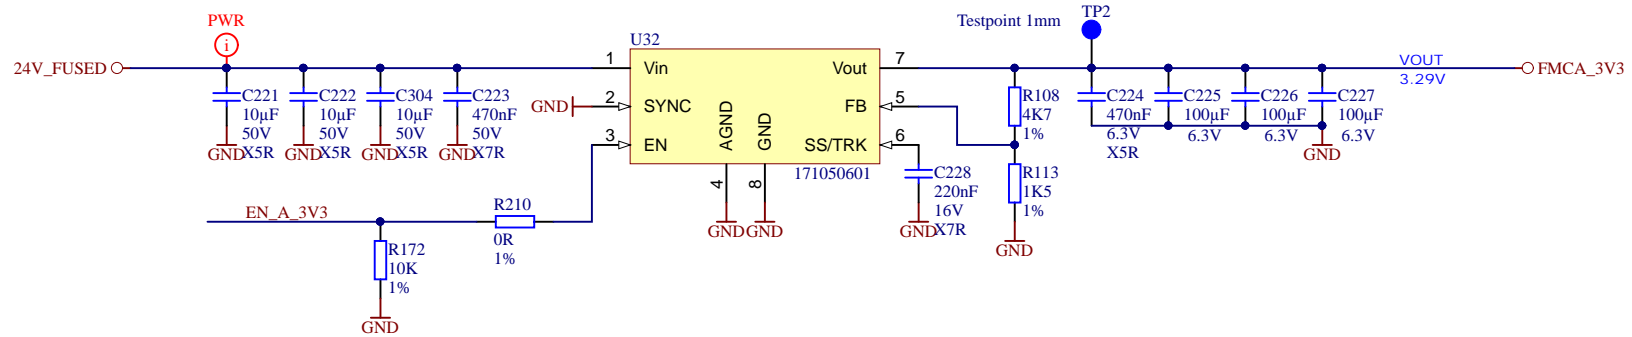 PWR
Testpoint 1mm
TP2
U32
24V_FUSED
1
Vin
Vout
7
VOUT
3.29V
FMCA_3V3
C221
10µF
50V
X5R
GND
C222
10µF
50V
X5R
GND
C304
10µF
50V
X5R
GND
C223
470nF
50V
X7R
GND
GND
2
SYNC
FB
5
3
EN
SS/TRK
6
AGND
GND
4
8
171050601
GND
GND
R108
4K7
1%
C224
470nF
6.3V
X5R
C225
100µF
6.3V
C226
100µF
6.3V
C227
100µF
6.3V
GND
C228
220nF
16V
X7R
GND
R113
1K5
1%
GND
EN_A_3V3
R210
0R
1%
R172
10K
1%
GND